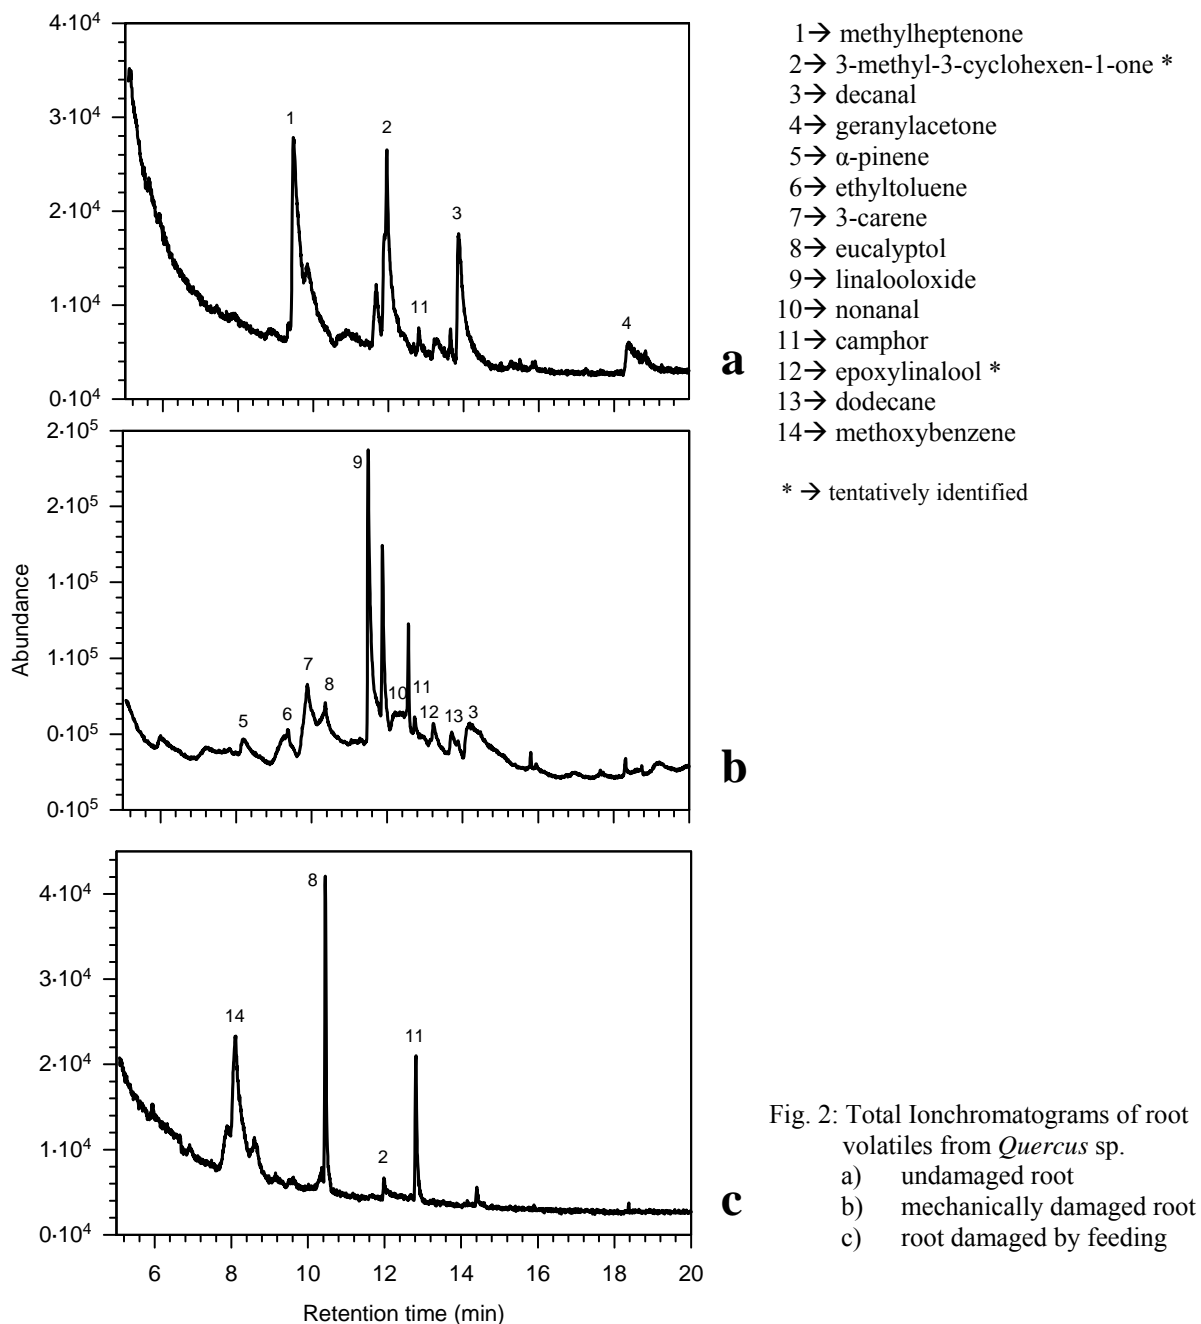 4·10⁴
3·10⁴
2·10⁴
1·10⁴
0·10⁴
1
2
11
3
4
a
1→ methylheptenone
2→ 3-methyl-3-cyclohexen-1-one *
3→ decanal
4→ geranylacetone
5→ α-pinene
6→ ethyltoluene
7→ 3-carene
8→ eucalyptol
9→ linalooloxide
10→ nonanal
11→ camphor
12→ epoxylinalool *
13→ dodecane
14→ methoxybenzene
* → tentatively identified
Abundance
2·10⁵
2·10⁵
1·10⁵
1·10⁵
0·10⁵
0·10⁵
5
6
7
8
9
10
11
12
13
3
b
4·10⁴
3·10⁴
2·10⁴
1·10⁴
0·10⁴
14
8
2
11
c
6 8 10 12 14 16 18 20
Retention time (min)
Fig. 2: Total Ionchromatograms of root
volatiles from Quercus sp.
a) undamaged root
b) mechanically damaged root
c) root damaged by feeding